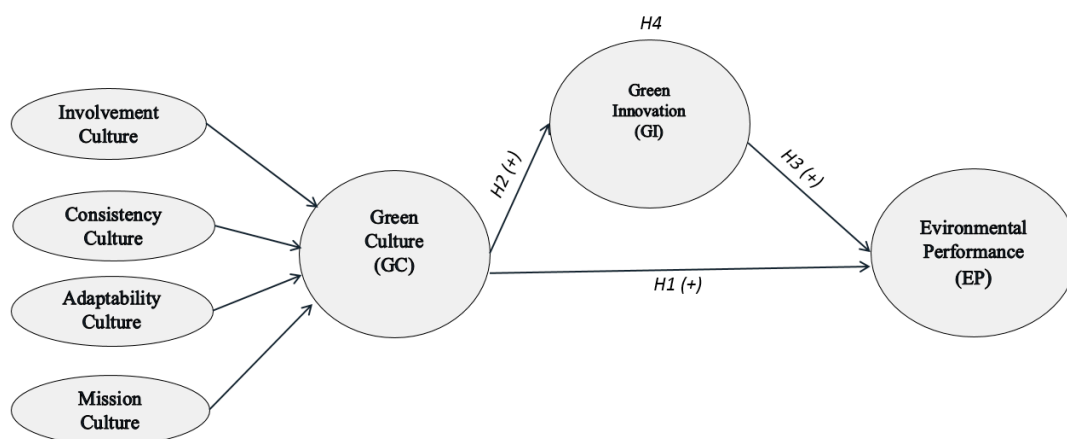 H4
Green
Innovation
(GI)
Involvement
Culture
Consistency
Culture
Adaptability
Culture
Mission
Culture
Green
Culture
(GC)
H2 (+)
H3 (+)
H1 (+)
Evironmental
Performance
(EP)